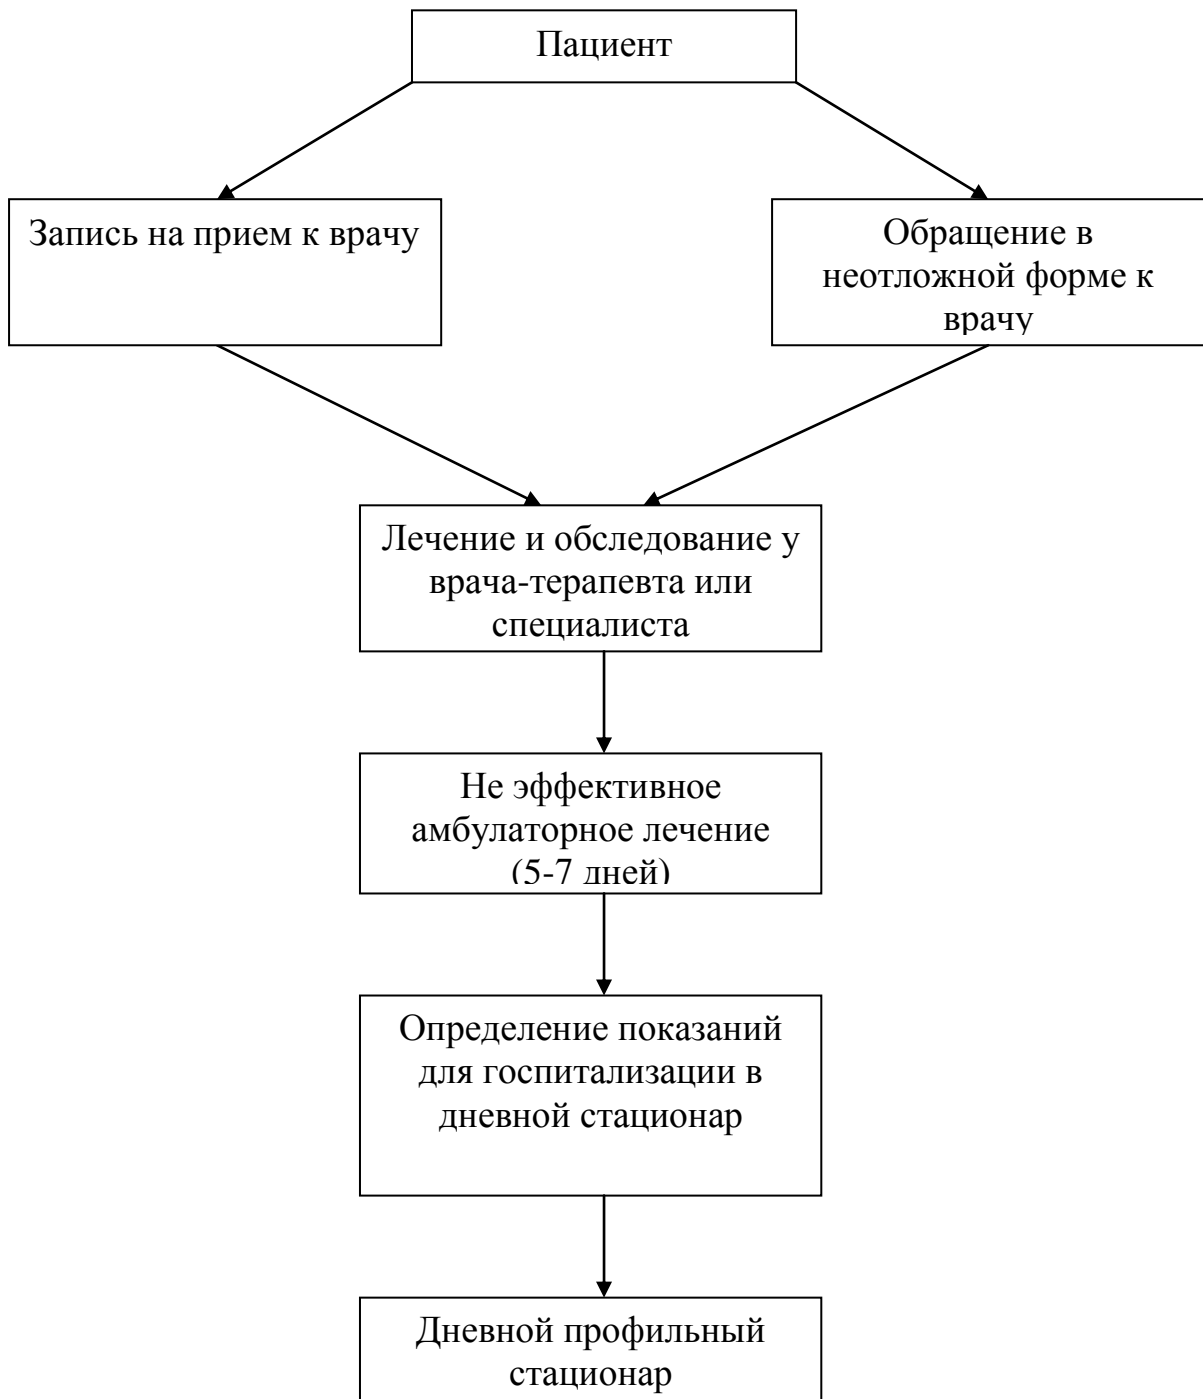 Пациент
Запись на прием к врачу
Обращение в
неотложной форме к
врачу
Лечение и обследование у
врача-терапевта или
специалиста
Не эффективное
амбулаторное лечение
(5-7 дней)
Определение показаний
для госпитализации в
дневной стационар
Дневной профильный
стационар